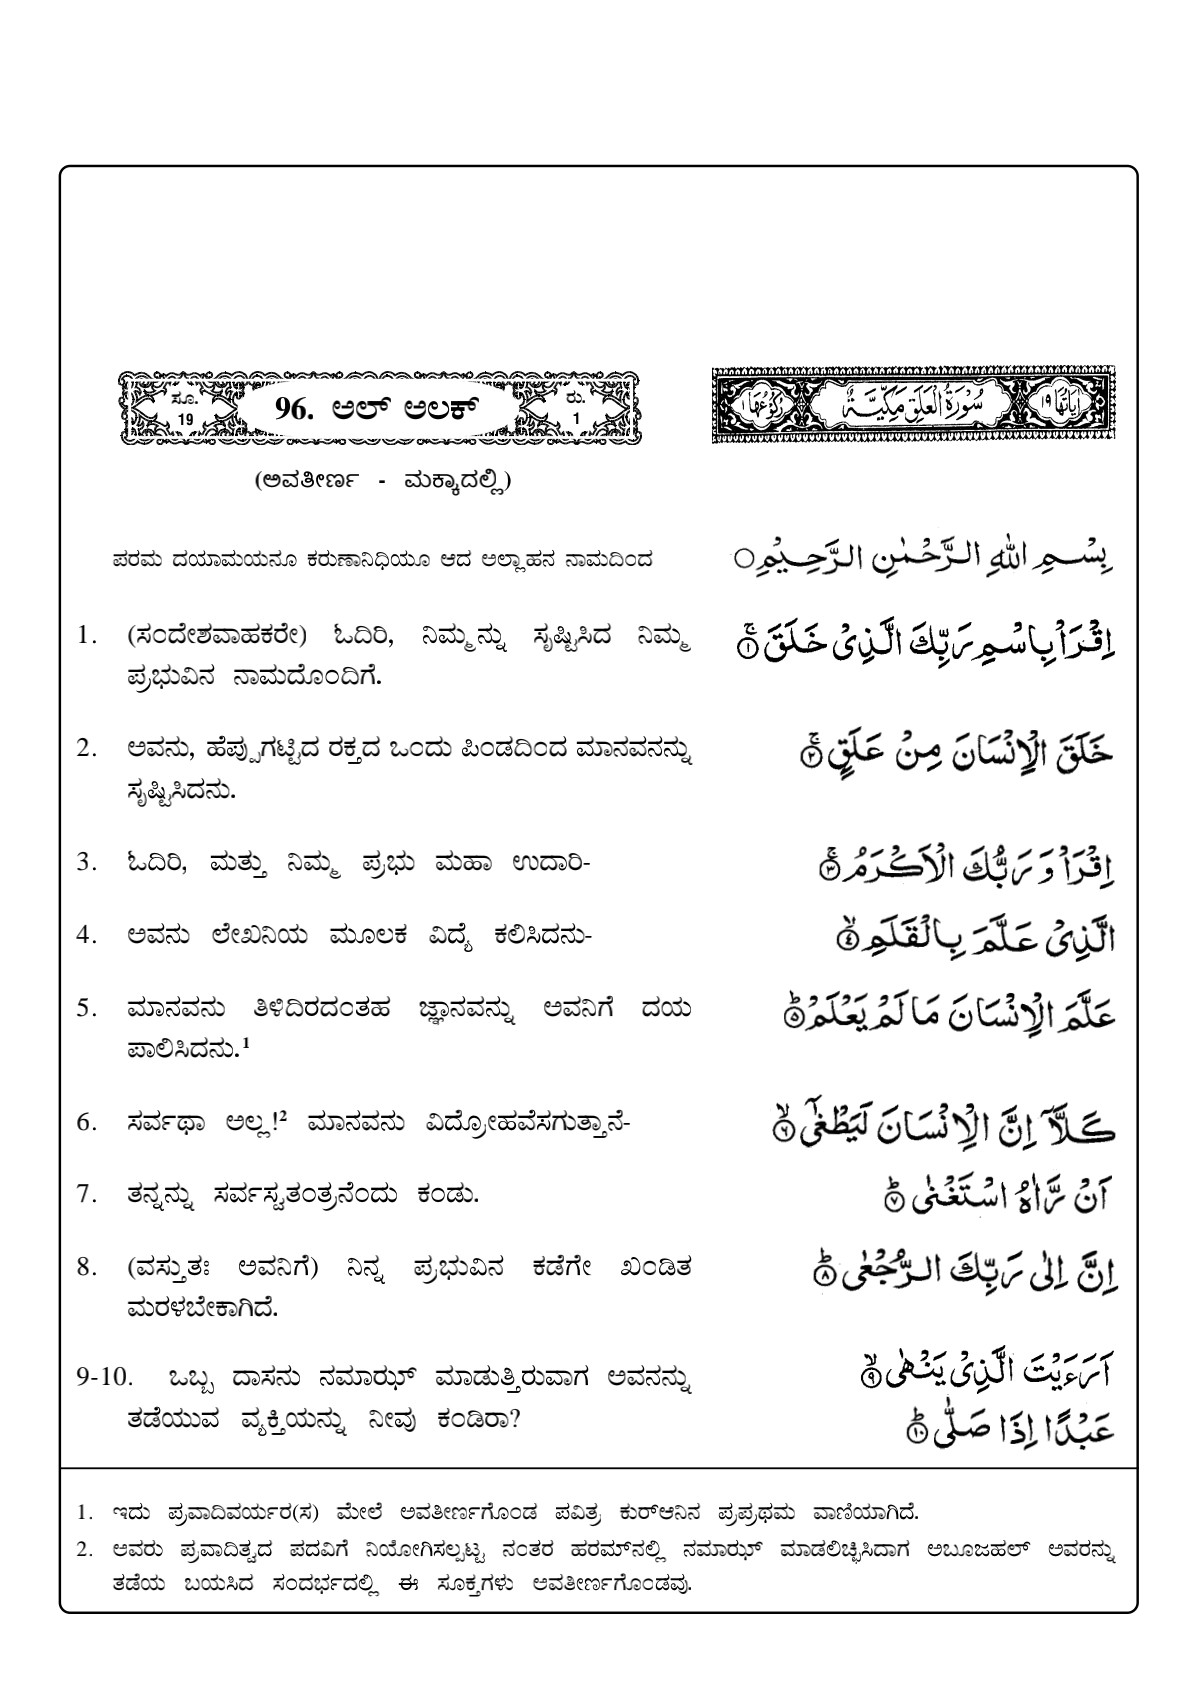 ಸೂ.
19
96. ಅಲ್ ಅಲಕ್
ರು.
1
اٰيَاتُهَا ١٩
سُوْرَةُ الْعَلَقِ مَكِّيَّةٌ
رُكُوْعُهَا ١
(ಅವತೀರ್ಣ - ಮಕ್ಕಾದಲ್ಲಿ)
ಪರಮ ದಯಾಮಯನೂ ಕರುಣಾನಿಧಿಯೂ ಆದ ಅಲ್ಲಾಹನ ನಾಮದಿಂದ
بِسْمِ اللهِ الرَّحْمٰنِ الرَّحِيْمِ ○
1. (ಸಂದೇಶವಾಹಕರೇ) ಓದಿರಿ, ನಿಮ್ಮನ್ನು ಸೃಷ್ಟಿಸಿದ ನಿಮ್ಮ
ಪ್ರಭುವಿನ ನಾಮದೊಂದಿಗೆ.
اِقْرَاْ بِاسْمِ رَبِّكَ الَّذِيْ خَلَقَ ۚ ١
2. ಅವನು, ಹೆಪ್ಪುಗಟ್ಟಿದ ರಕ್ತದ ಒಂದು ಪಿಂಡದಿಂದ ಮಾನವನನ್ನು
ಸೃಷ್ಟಿಸಿದನು.
خَلَقَ الْاِنْسَانَ مِنْ عَلَقٍ ۚ ٢
3. ಓದಿರಿ, ಮತ್ತು ನಿಮ್ಮ ಪ್ರಭು ಮಹಾ ಉದಾರಿ-
اِقْرَاْ وَرَبُّكَ الْاَكْرَمُ ۙ ٣
4. ಅವನು ಲೇಖನಿಯ ಮೂಲಕ ವಿದ್ಯೆ ಕಲಿಸಿದನು-
الَّذِيْ عَلَّمَ بِالْقَلَمِ ۙ ٤
5. ಮಾನವನು ತಿಳಿದಿರದಂತಹ ಜ್ಞಾನವನ್ನು ಅವನಿಗೆ ದಯ
ಪಾಲಿಸಿದನು.¹
عَلَّمَ الْاِنْسَانَ مَا لَمْ يَعْلَمْ ؕ ٥
6. ಸರ್ವಥಾ ಅಲ್ಲ!² ಮಾನವನು ವಿದ್ರೋಹವೆಸಗುತ್ತಾನೆ-
كَلَّاۤ اِنَّ الْاِنْسَانَ لَيَطْغٰۤى ۙ ٦
7. ತನ್ನನ್ನು ಸರ್ವಸ್ವತಂತ್ರನೆಂದು ಕಂಡು.
اَنْ رَّاٰهُ اسْتَغْنٰى ؕ ٧
8. (ವಸ್ತುತಃ ಅವನಿಗೆ) ನಿನ್ನ ಪ್ರಭುವಿನ ಕಡೆಗೇ ಖಂಡಿತ
ಮರಳಬೇಕಾಗಿದೆ.
اِنَّ اِلٰى رَبِّكَ الرُّجْعٰى ؕ ٨
9-10. ಒಬ್ಬ ದಾಸನು ನಮಾಝ್ ಮಾಡುತ್ತಿರುವಾಗ ಅವನನ್ನು
ತಡೆಯುವ ವ್ಯಕ್ತಿಯನ್ನು ನೀವು ಕಂಡಿರಾ?
اَرَءَيْتَ الَّذِيْ يَنْهٰى ۙ ٩
عَبْدًا اِذَا صَلّٰى ؕ ١٠
1. ಇದು ಪ್ರವಾದಿವರ್ಯರ(ಸ) ಮೇಲೆ ಅವತೀರ್ಣಗೊಂಡ ಪವಿತ್ರ ಕುರ್‌ಆನಿನ ಪ್ರಪ್ರಥಮ ವಾಣಿಯಾಗಿದೆ.
2. ಅವರು ಪ್ರವಾದಿತ್ವದ ಪದವಿಗೆ ನಿಯೋಗಿಸಲ್ಪಟ್ಟ ನಂತರ ಹರಮ್‌ನಲ್ಲಿ ನಮಾಝ್ ಮಾಡಲಿಚ್ಛಿಸಿದಾಗ ಅಬೂಜಹಲ್ ಅವರನ್ನು
ತಡೆಯ ಬಯಸಿದ ಸಂದರ್ಭದಲ್ಲಿ ಈ ಸೂಕ್ತಗಳು ಅವತೀರ್ಣಗೊಂಡವು.